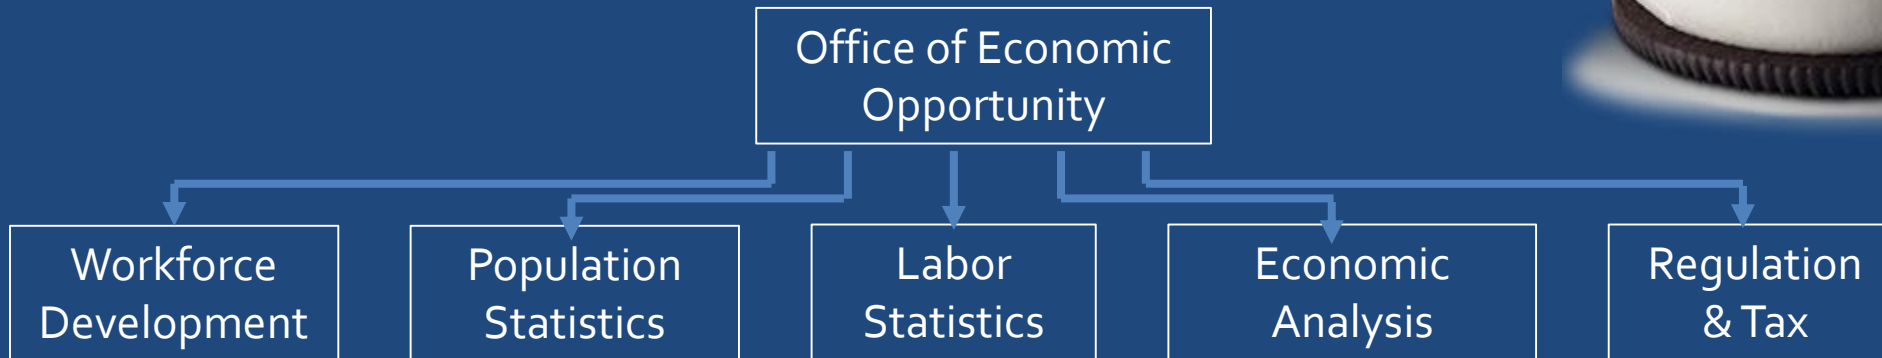 Office of Economic
Opportunity
Workforce
Development
Population
Statistics
Labor
Statistics
Economic
Analysis
Regulation
& Tax